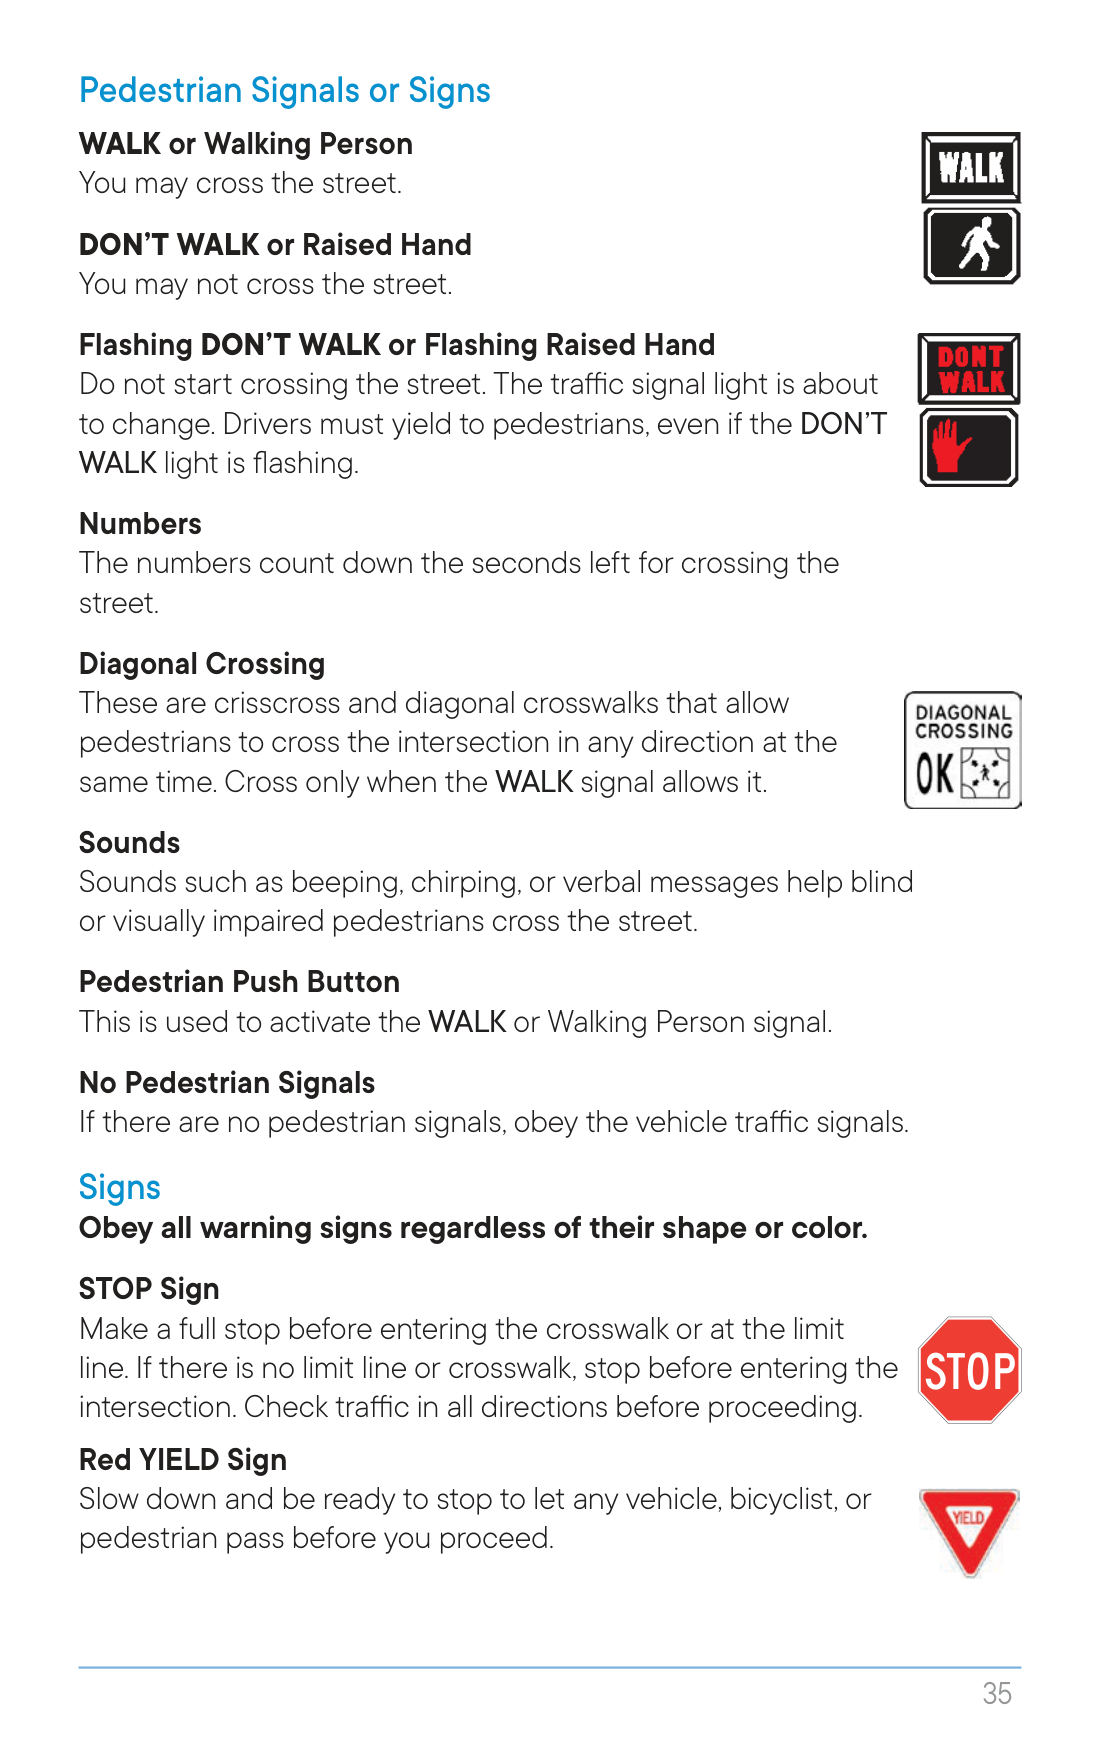 Pedestrian Signals or Signs
WALK or Walking Person
You may cross the street.
WALK
DON’T WALK or Raised Hand
You may not cross the street.
Flashing DON’T WALK or Flashing Raised Hand
Do not start crossing the street. The traffic signal light is about
to change. Drivers must yield to pedestrians, even if the DON’T
WALK light is flashing.
DONT
WALK
Numbers
The numbers count down the seconds left for crossing the
street.
Diagonal Crossing
These are crisscross and diagonal crosswalks that allow
pedestrians to cross the intersection in any direction at the
same time. Cross only when the WALK signal allows it.
DIAGONAL
CROSSING
OK
Sounds
Sounds such as beeping, chirping, or verbal messages help blind
or visually impaired pedestrians cross the street.
Pedestrian Push Button
This is used to activate the WALK or Walking Person signal.
No Pedestrian Signals
If there are no pedestrian signals, obey the vehicle traffic signals.
Signs
Obey all warning signs regardless of their shape or color.
STOP Sign
Make a full stop before entering the crosswalk or at the limit
line. If there is no limit line or crosswalk, stop before entering the
intersection. Check traffic in all directions before proceeding.
STOP
Red YIELD Sign
Slow down and be ready to stop to let any vehicle, bicyclist, or
pedestrian pass before you proceed.
YIELD
35